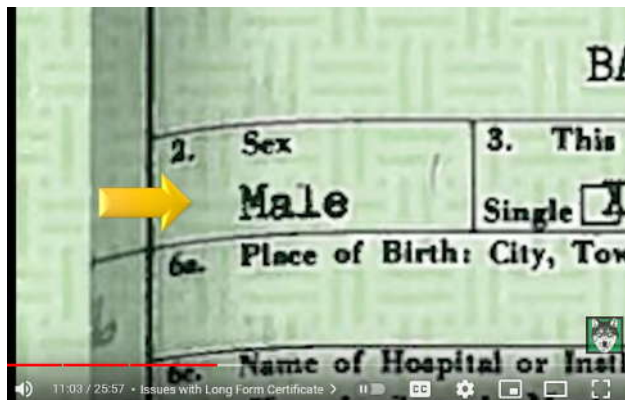 BA
2. Sex 3. This
Male Single
6a. Place of Birth: City, Tow
6c. Name of Hospital or Insti
11:03 / 25:57 • Issues with Long Form Certificate >
CC